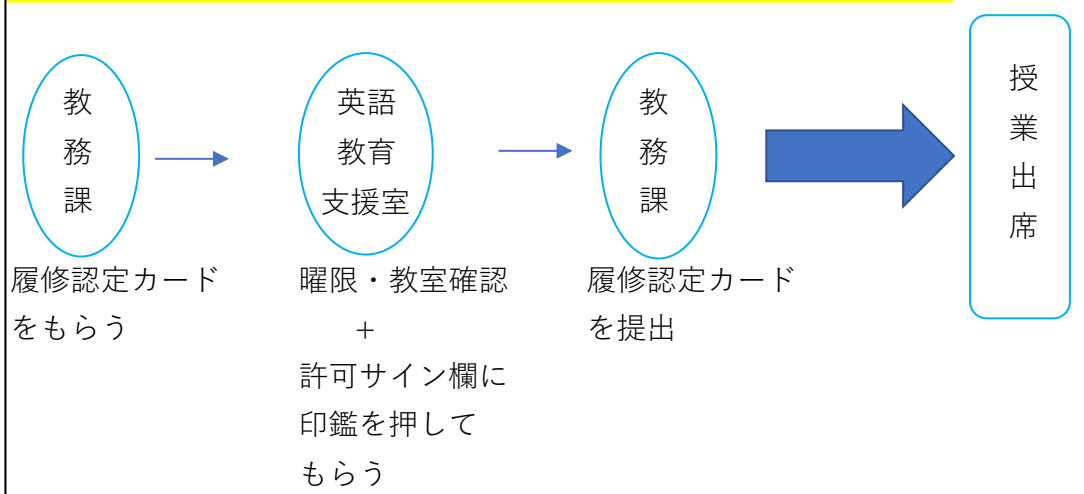 教
務
課
履修認定カード
をもらう
英語
教育
支援室
曜限・教室確認
+
許可サイン欄に
印鑑を押して
もらう
教
務
課
履修認定カード
を提出
授
業
出
席